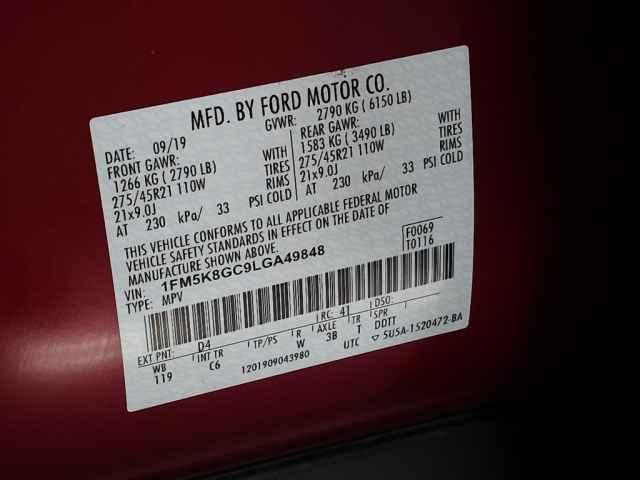 MFD. BY FORD MOTOR CO.
DATE: 09/19 GVWR: 2790 KG ( 6150 LB)
FRONT GAWR: REAR GAWR:
1266 KG ( 2790 LB) WITH 1583 KG ( 3490 LB) WITH
275/45R21 110W TIRES 275/45R21 110W TIRES
21x9.0J RIMS 21x9.0J RIMS
AT 230 kPa/ 33 PSI COLD AT 230 kPa/ 33 PSI COLD
THIS VEHICLE CONFORMS TO ALL APPLICABLE FEDERAL MOTOR
VEHICLE SAFETY STANDARDS IN EFFECT ON THE DATE OF
MANUFACTURE SHOWN ABOVE.
VIN: 1FM5K8GC9LGA49848 F0069
TYPE: MPV T0116
EXT PNT: D4 RC: 41 DSO:
WB INT TR TP/PS R AXLE TR SPR
119 C6 W 3B T DDTT
1201909043980 UTC ▽ 5U5A-1520472-BA